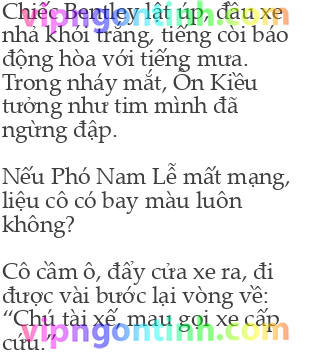 Chiếc Bentley lật úp, đầu xe
nhả khói trắng, tiếng còi báo
động hòa với tiếng mưa.
Trong nháy mắt, Ôn Kiều
tưởng như tim mình đã
ngừng đập.
Nếu Phó Nam Lễ mất mạng,
liệu cô có bay màu luôn
không?
Cô cầm ô, đẩy cửa xe ra, đi
được vài bước lại vòng về:
“Chú tài xế, mau gọi xe cấp
cứu.”
vipngontinh.com
vipngontinh.com